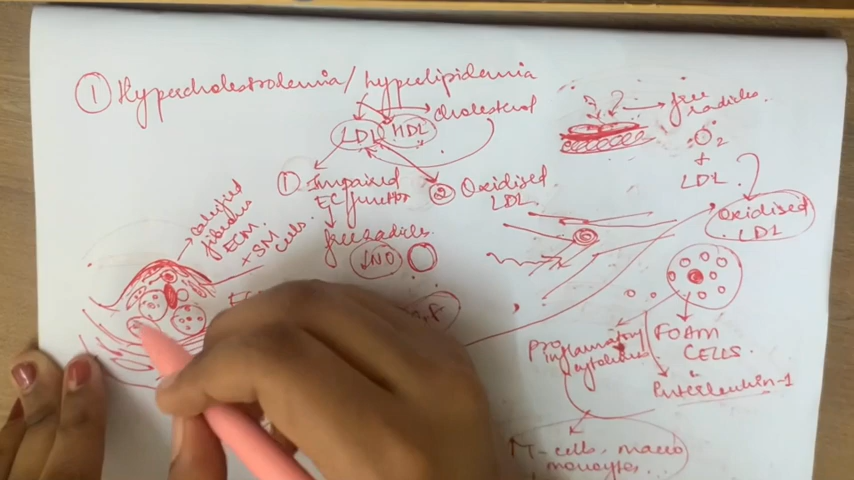 ① Hypercholestrolemia/hyperlipidemia
cholesterol
LDL HDL
① Impaired
EC function
② Oxidised
LDL
free radicles
↓NO
free
radicles.
O2
+
LDL
Oxidised
LDL
calcified
fibrous
ECM.
+ SM
cells.
Pro
inflammatory
cytokines
FOAM
CELLS.
Interleukin-1
T-cells, macro
monocytes...